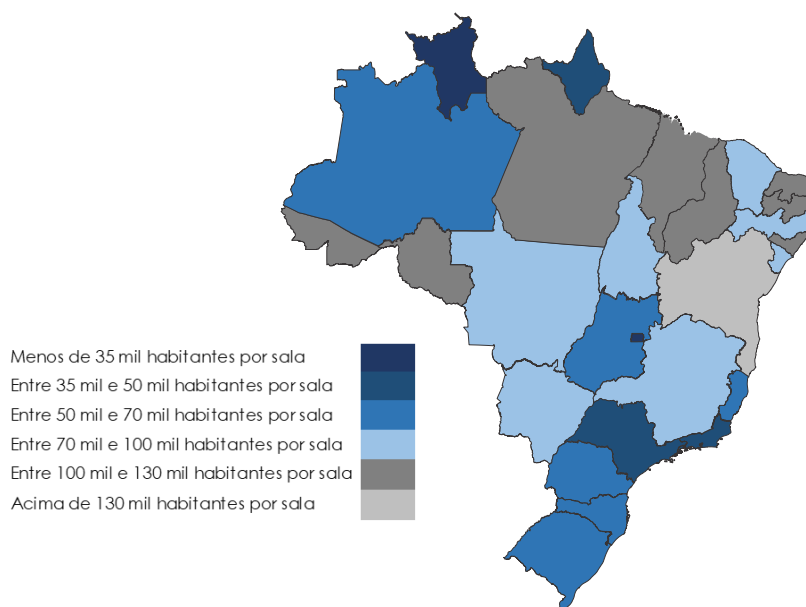 Menos de 35 mil habitantes por sala
Entre 35 mil e 50 mil habitantes por sala
Entre 50 mil e 70 mil habitantes por sala
Entre 70 mil e 100 mil habitantes por sala
Entre 100 mil e 130 mil habitantes por sala
Acima de 130 mil habitantes por sala